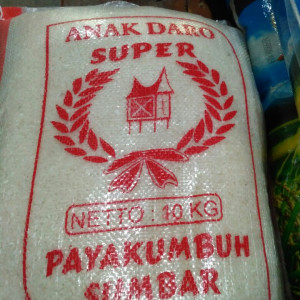 ANAK DARO
SUPER
NETTO : 10 KG
PAYAKUMBUH
SUMBAR